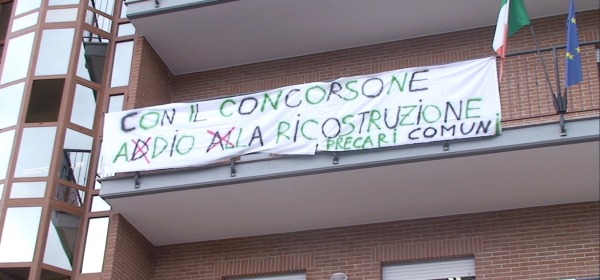 CON IL CONCORSONE
ADDIO ALLA RICOSTRUZIONE
I PRECARI COMUNI